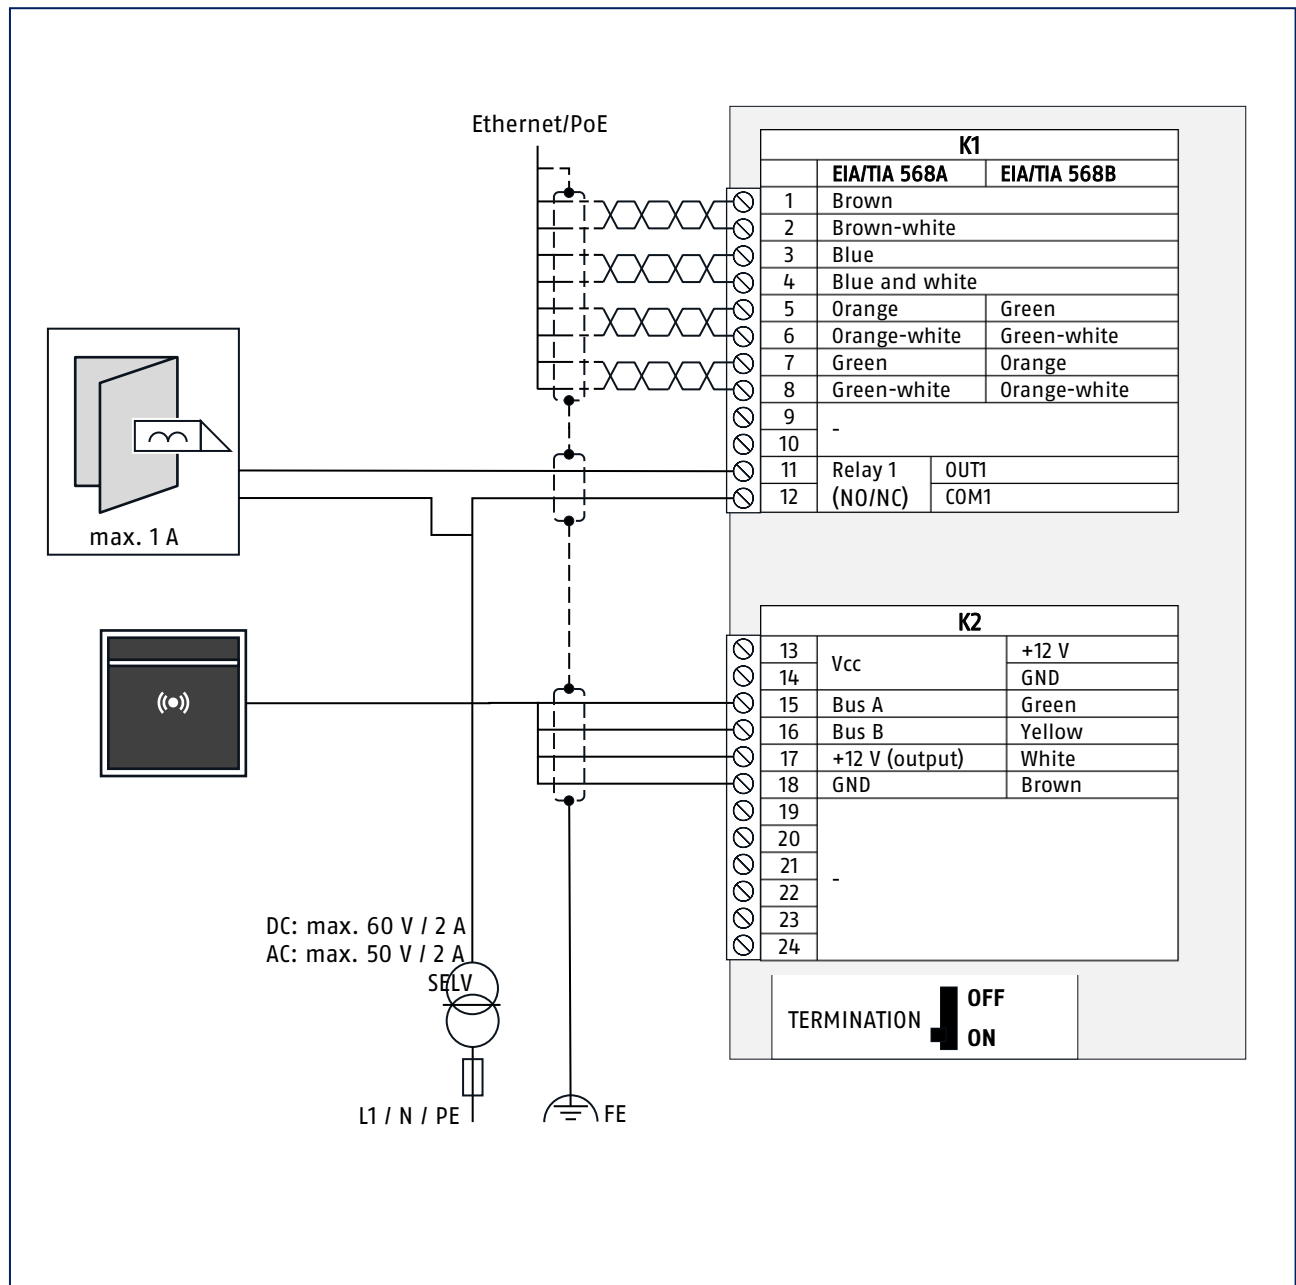 Ethernet/PoE
K1
EIA/TIA 568A EIA/TIA 568B
1 Brown
2 Brown-white
3 Blue
4 Blue and white
5 Orange Green
6 Orange-white Green-white
7 Green Orange
8 Green-white Orange-white
9
-
10
11 Relay 1 OUT1
12 (NO/NC) COM1
max. 1 A
K2
13 +12 V
Vcc
14 GND
15 Bus A Green
16 Bus B Yellow
17 +12 V (output) White
18 GND Brown
19
20
21
-
22
23
24
DC: max. 60 V / 2 A
AC: max. 50 V / 2 A
SELV
TERMINATION OFF
ON
L1 / N / PE
FE